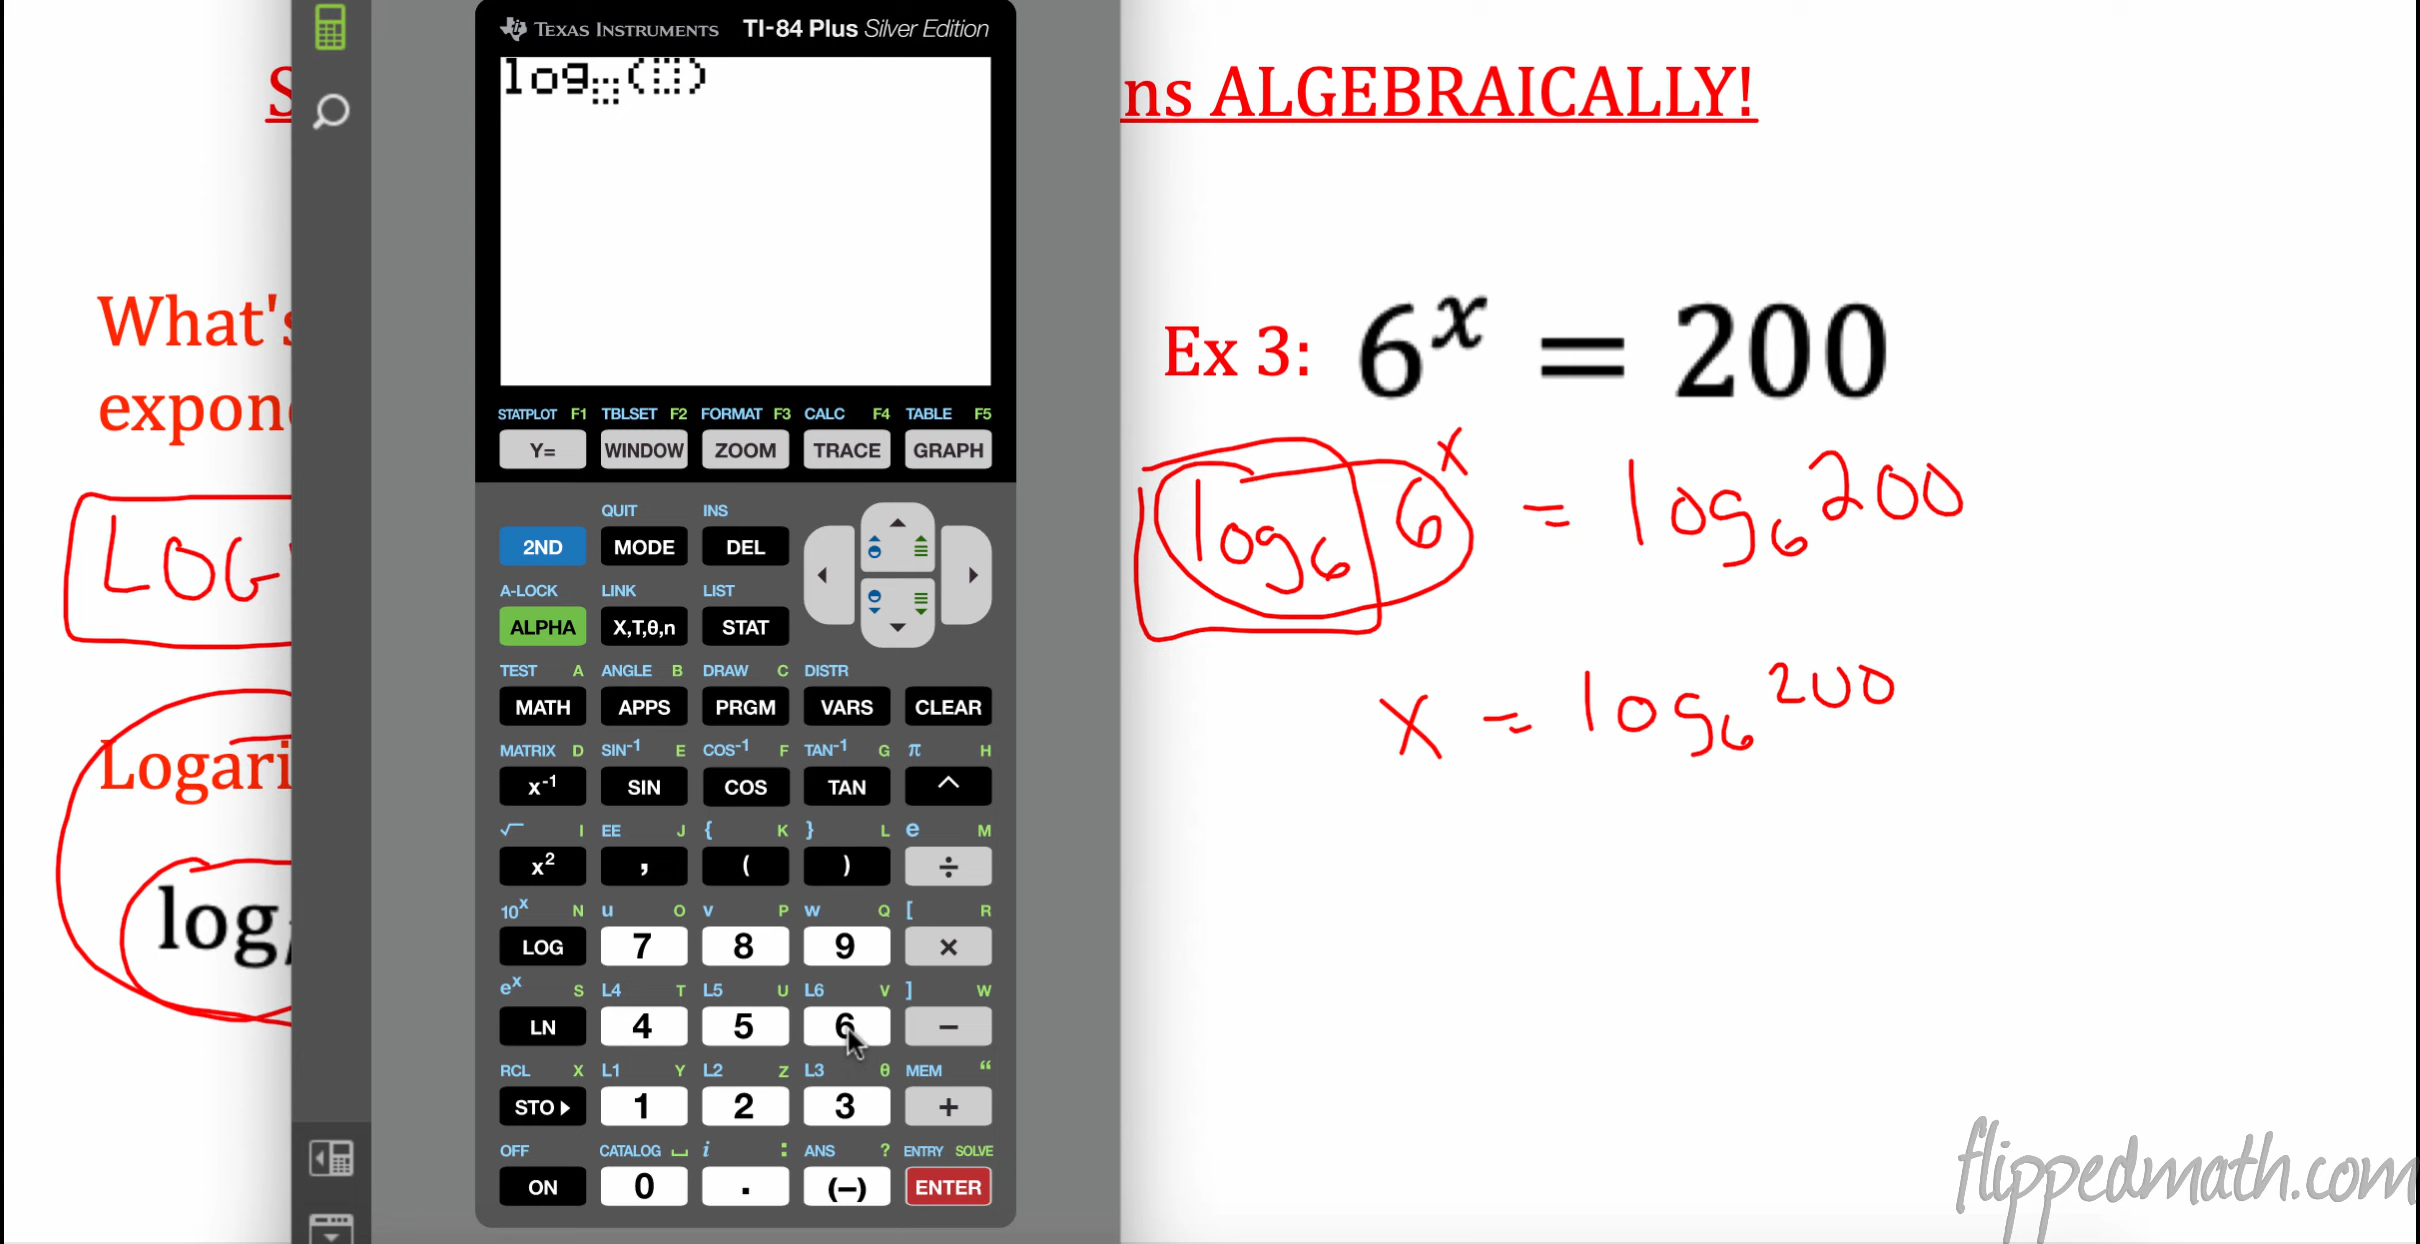 TEXAS INSTRUMENTS TI-84 Plus Silver Edition
log (  )
ns ALGEBRAICALLY!
What's
expon
LOG
Logari
log
STATPLOT F1 TBLSET F2 FORMAT F3 CALC F4 TABLE F5
Y= WINDOW ZOOM TRACE GRAPH
QUIT INS
2ND MODE DEL
A-LOCK LINK LIST
ALPHA X,T,θ,n STAT
TEST A ANGLE B DRAW C DISTR
MATH APPS PRGM VARS CLEAR
MATRIX D SIN⁻¹ E COS⁻¹ F TAN⁻¹ G π H
x⁻¹ SIN COS TAN ^
√ I EE J { K } L e M
x² , ( ) ÷
10ˣ N u O v P w Q [ R
LOG 7 8 9 ×
eˣ S L4 T L5 U L6 V ] W
LN 4 5 6 −
RCL X L1 Y L2 Z L3 θ MEM “
STO▸ 1 2 3 +
OFF CATALOG ⎵ i : ANS ? ENTRY SOLVE
ON 0 . (−) ENTER
Ex 3: 6ˣ = 200
log₆ 6ˣ = log₆ 200
x = log₆ 200
flippedmath.com